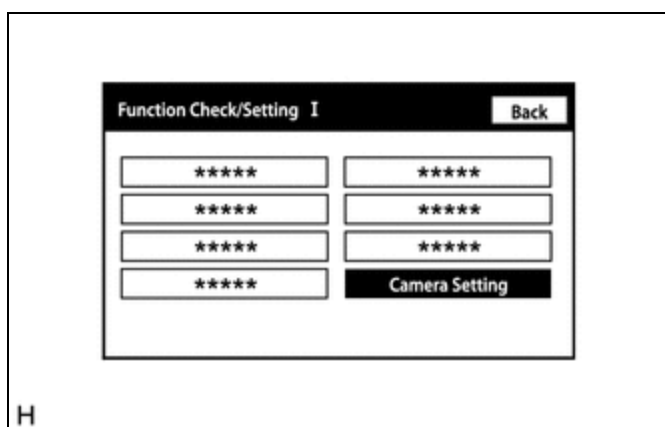 Function Check/Setting I
Back
***** *****
***** *****
***** *****
***** Camera Setting
H